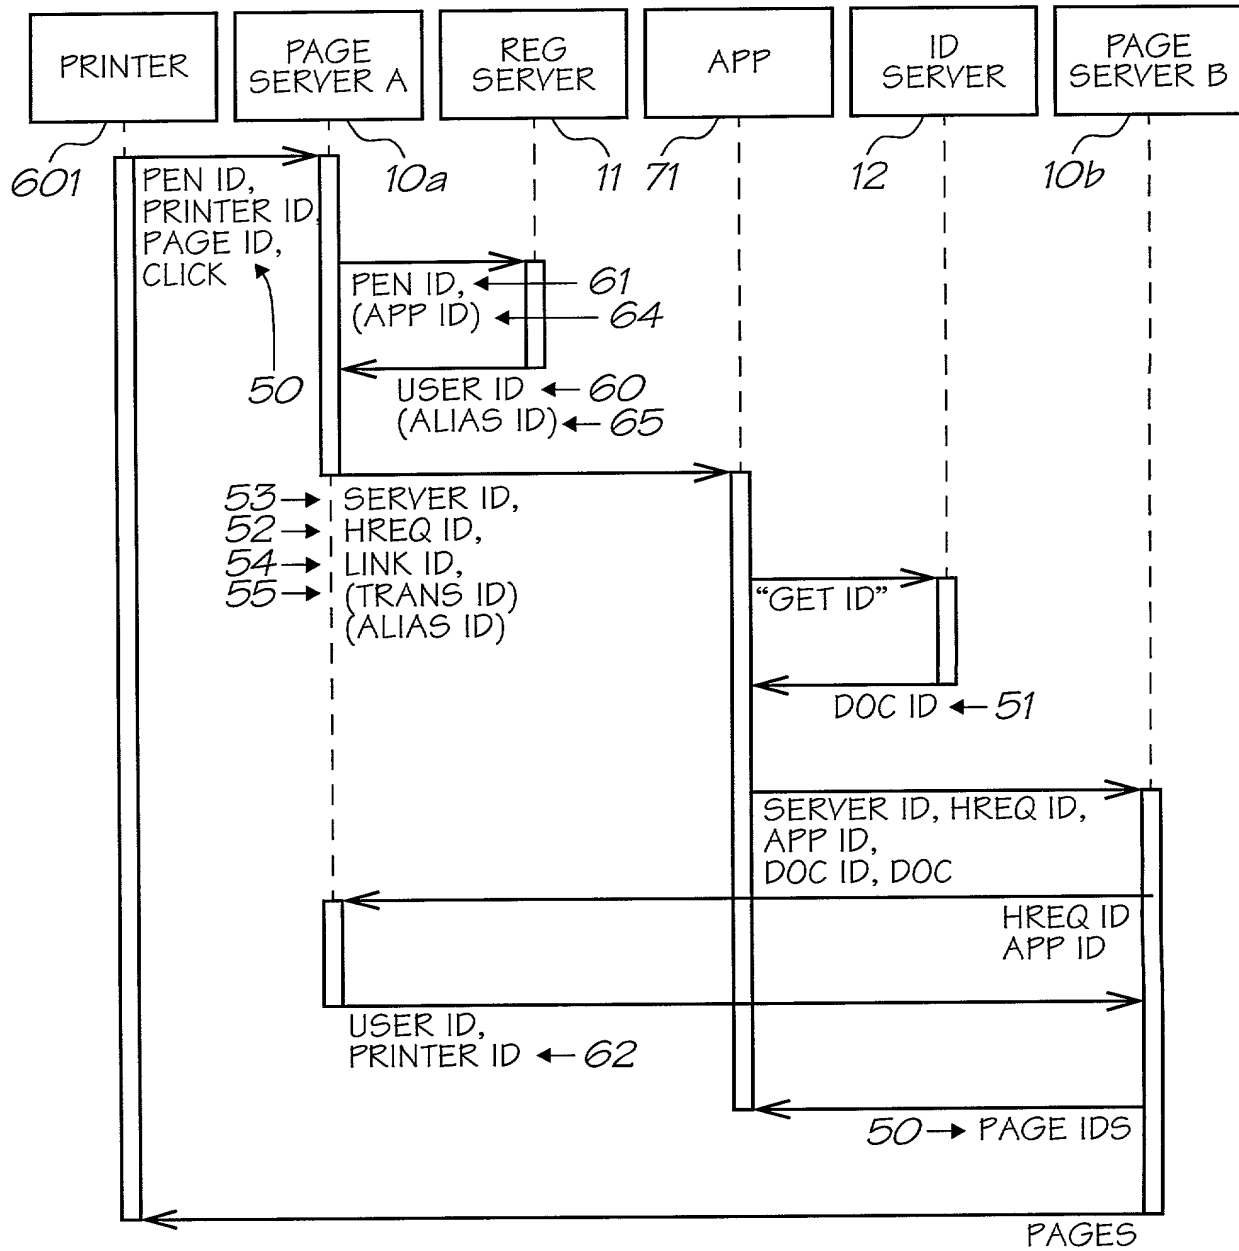 PRINTER
PAGE
SERVER A
REG
SERVER
APP
ID
SERVER
PAGE
SERVER B
601
10a
11
71
12
10b
PEN ID,
PRINTER ID,
PAGE ID,
CLICK
50
PEN ID,
61
(APP ID)
64
USER ID
60
(ALIAS ID)
65
53
SERVER ID,
52
HREQ ID,
54
LINK ID,
55
(TRANS ID)
(ALIAS ID)
“GET ID”
DOC ID
51
SERVER ID, HREQ ID,
APP ID,
DOC ID, DOC
HREQ ID
APP ID
USER ID,
PRINTER ID
62
50
PAGE IDS
PAGES